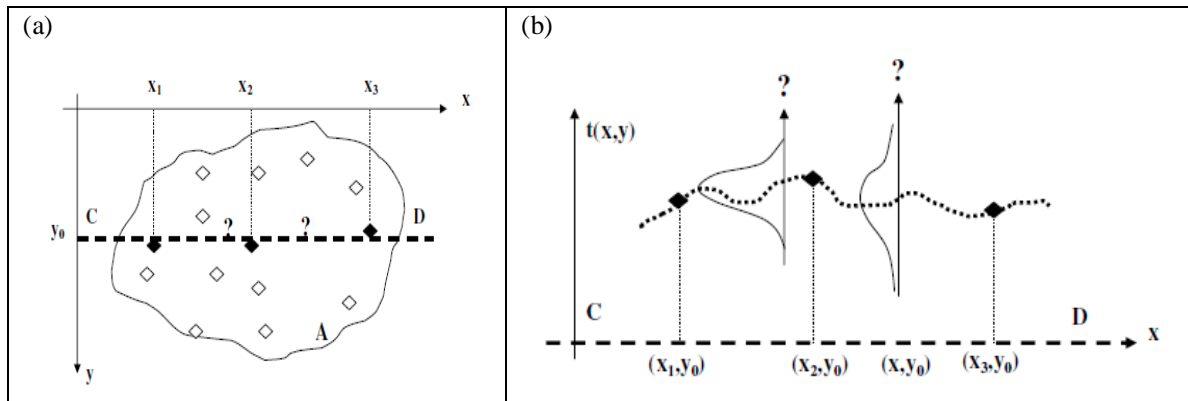 (a)
x₁ x₂ x₃ x
C D
y₀ ? ?
A
y
(b)
? ?
t(x,y)
C D x
(x₁,y₀) (x₂,y₀) (x,y₀) (x₃,y₀)